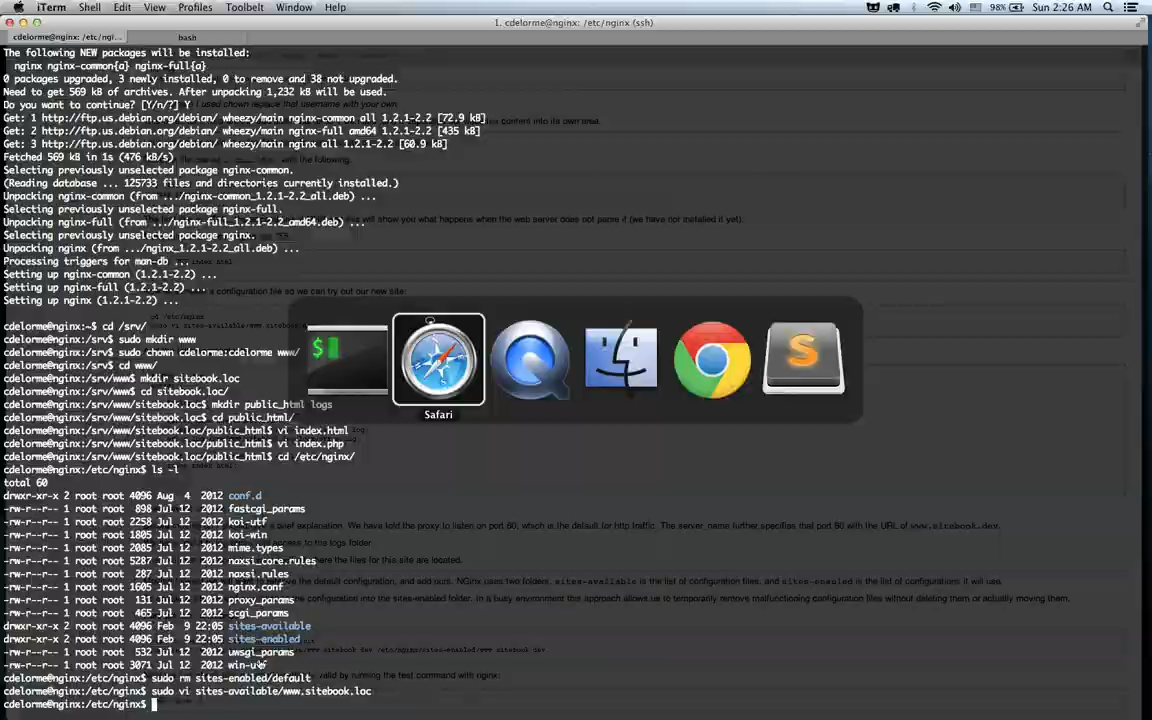 iTerm Shell Edit View Profiles Toolbelt Window Help 98% Sun 2:26 AM
1. cdelorme@nginx: /etc/nginx (ssh)
cdelorme@nginx: /etc/ngi... bash
The following NEW packages will be installed:
nginx nginx-common{a} nginx-full{a}
0 packages upgraded, 3 newly installed, 0 to remove and 38 not upgraded.
Need to get 569 kB of archives. After unpacking 1,232 kB will be used.
Do you want to continue? [Y/n/?] Y
Get: 1 http://ftp.us.debian.org/debian/ wheezy/main nginx-common all 1.2.1-2.2 [72.9 kB]
Get: 2 http://ftp.us.debian.org/debian/ wheezy/main nginx-full amd64 1.2.1-2.2 [435 kB]
Get: 3 http://ftp.us.debian.org/debian/ wheezy/main nginx all 1.2.1-2.2 [60.9 kB]
Fetched 569 kB in 1s (476 kB/s)
Selecting previously unselected package nginx-common.
(Reading database ... 125733 files and directories currently installed.)
Unpacking nginx-common (from .../nginx-common_1.2.1-2.2_all.deb) ...
Selecting previously unselected package nginx-full.
Unpacking nginx-full (from .../nginx-full_1.2.1-2.2_amd64.deb) ...
Selecting previously unselected package nginx.
Unpacking nginx (from .../nginx_1.2.1-2.2_all.deb) ...
Processing triggers for man-db ...
Setting up nginx-common (1.2.1-2.2) ...
Setting up nginx-full (1.2.1-2.2) ...
Setting up nginx (1.2.1-2.2) ...
cdelorme@nginx:~$ cd /srv/
cdelorme@nginx:/srv$ sudo mkdir www
cdelorme@nginx:/srv$ sudo chown cdelorme:cdelorme www/
cdelorme@nginx:/srv$ cd www/
cdelorme@nginx:/srv/www$ mkdir sitebook.loc
cdelorme@nginx:/srv/www$ cd sitebook.loc/
cdelorme@nginx:/srv/www/sitebook.loc$ mkdir public_html logs
cdelorme@nginx:/srv/www/sitebook.loc$ cd public_html/
cdelorme@nginx:/srv/www/sitebook.loc/public_html$ vi index.html
cdelorme@nginx:/srv/www/sitebook.loc/public_html$ vi index.php
cdelorme@nginx:/srv/www/sitebook.loc/public_html$ cd /etc/nginx/
cdelorme@nginx:/etc/nginx$ ls -l
total 60
drwxr-xr-x 2 root root 4096 Aug 4 2012 conf.d
-rw-r--r-- 1 root root 898 Jul 12 2012 fastcgi_params
-rw-r--r-- 1 root root 2258 Jul 12 2012 koi-utf
-rw-r--r-- 1 root root 1805 Jul 12 2012 koi-win
-rw-r--r-- 1 root root 2085 Jul 12 2012 mime.types
-rw-r--r-- 1 root root 5287 Jul 12 2012 naxsi_core.rules
-rw-r--r-- 1 root root 287 Jul 12 2012 naxsi.rules
-rw-r--r-- 1 root root 1605 Jul 12 2012 nginx.conf
-rw-r--r-- 1 root root 131 Jul 12 2012 proxy_params
-rw-r--r-- 1 root root 465 Jul 12 2012 scgi_params
drwxr-xr-x 2 root root 4096 Feb 9 22:05 sites-available
drwxr-xr-x 2 root root 4096 Feb 9 22:05 sites-enabled
-rw-r--r-- 1 root root 532 Jul 12 2012 uwsgi_params
-rw-r--r-- 1 root root 3071 Jul 12 2012 win-utf
cdelorme@nginx:/etc/nginx$ sudo rm sites-enabled/default
cdelorme@nginx:/etc/nginx$ sudo vi sites-available/www.sitebook.loc
cdelorme@nginx:/etc/nginx$
Safari